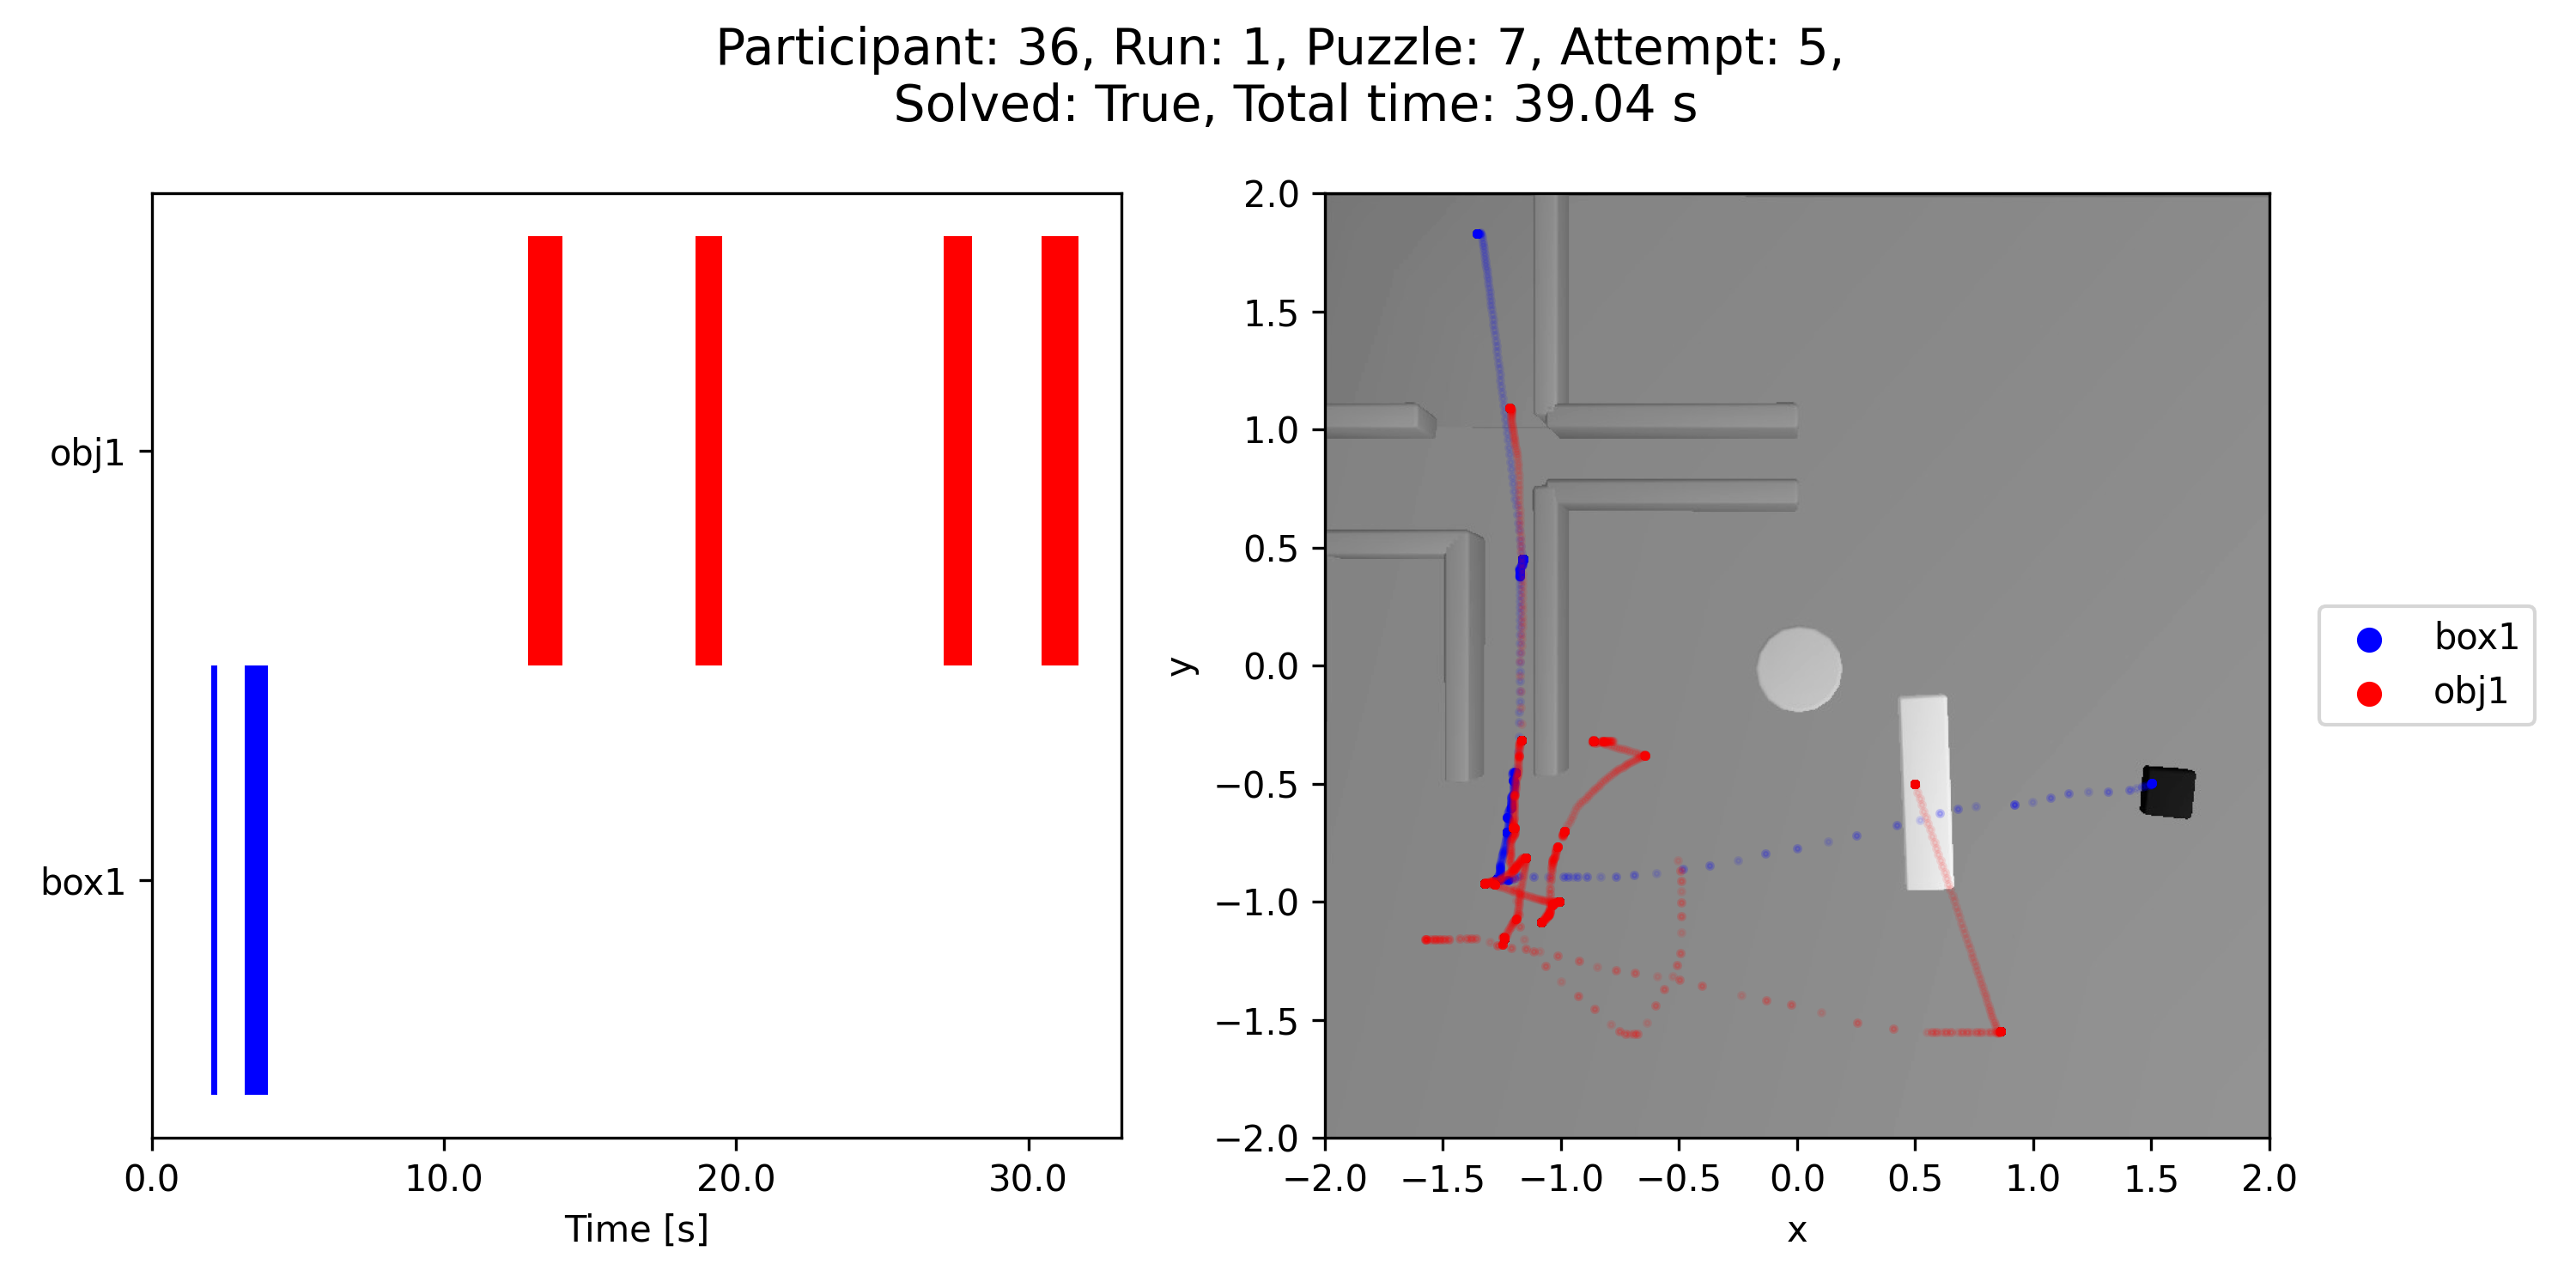 Participant: 36, Run: 1, Puzzle: 7, Attempt: 5,
Solved: True, Total time: 39.04 s
obj1
box1
0.0 10.0 20.0 30.0
Time [s]
2.0
1.5
1.0
0.5
0.0
−0.5
−1.0
−1.5
−2.0
y
−2.0 −1.5 −1.0 −0.5 0.0 0.5 1.0 1.5 2.0
x
box1
obj1